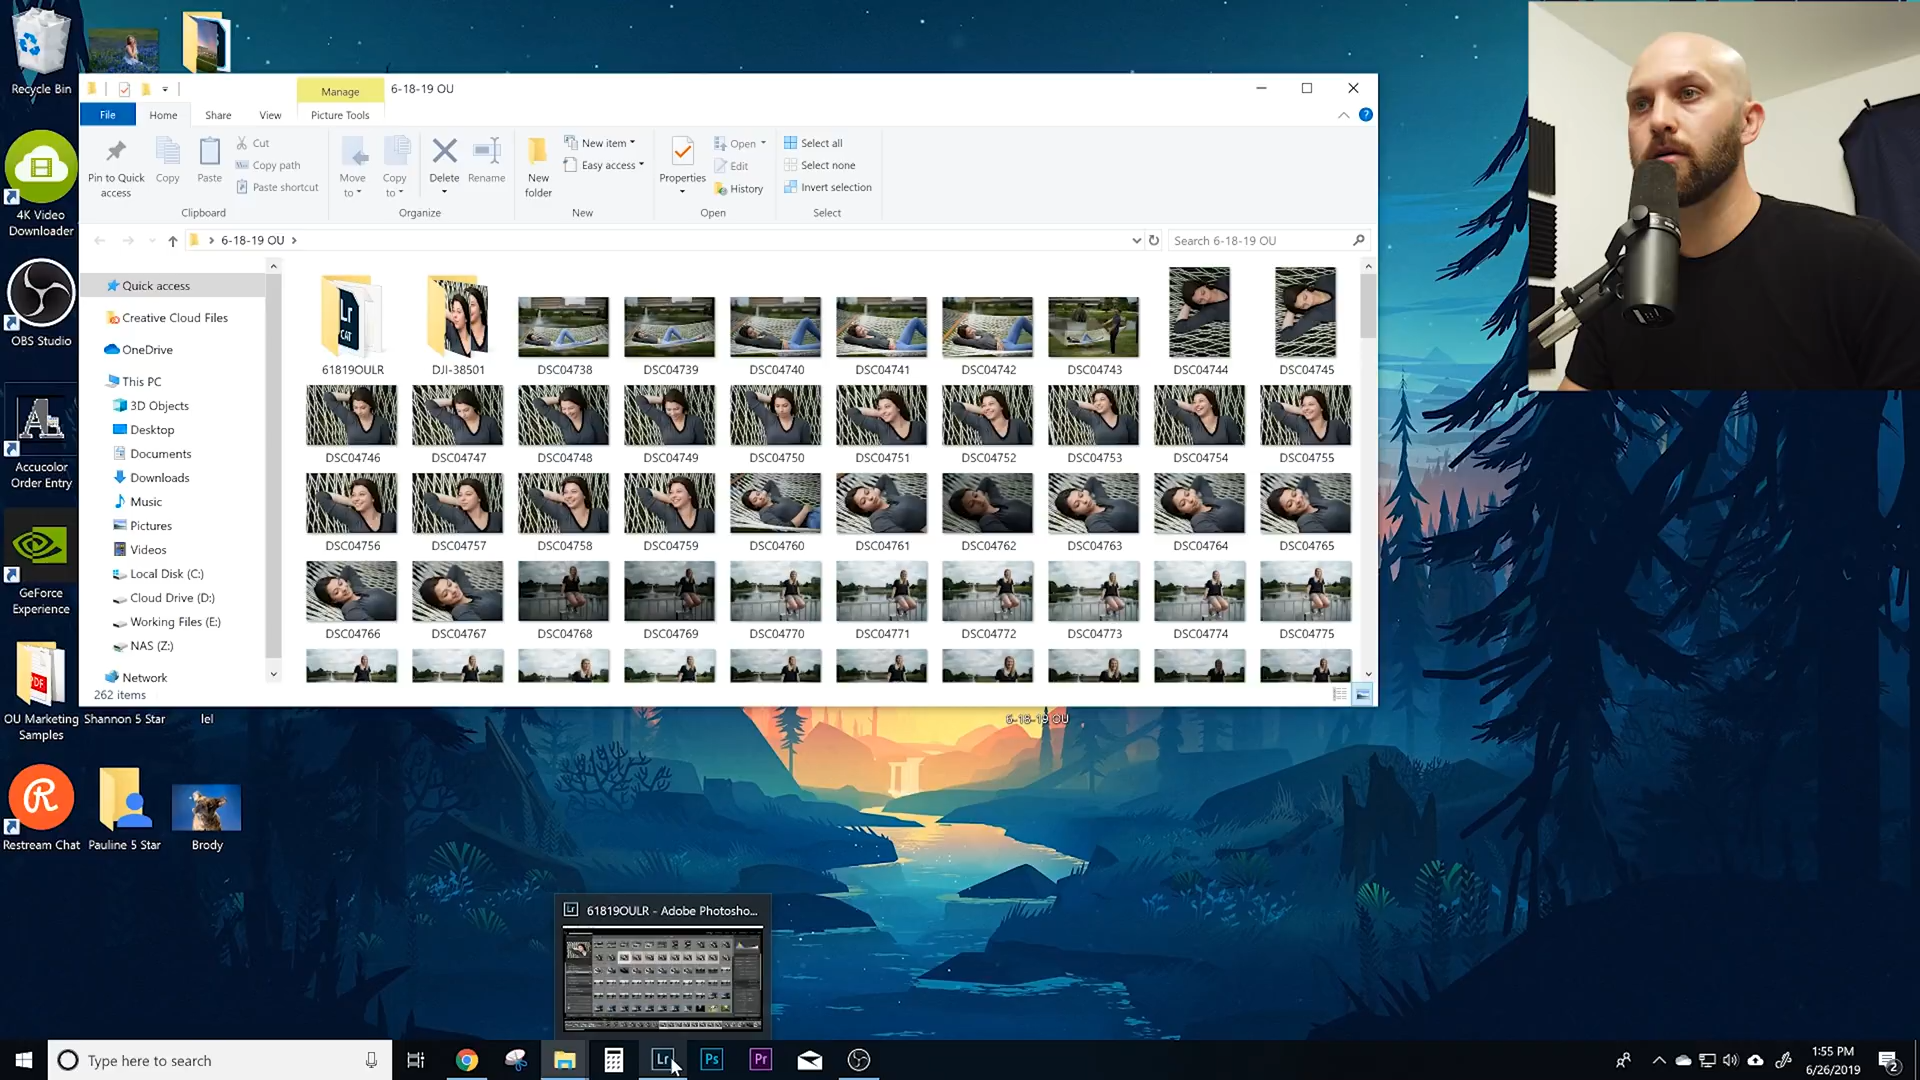 Recycle Bin
Manage
6-18-19 OU
File
Home
Share
View
Picture Tools
Pin to Quick access
Copy
Paste
Cut
Copy path
Paste shortcut
Clipboard
Move to
Copy to
Delete
Rename
Organize
New folder
New item
Easy access
New
Properties
Open
Edit
History
Open
Select all
Select none
Invert selection
Select
6-18-19 OU
Search 6-18-19 OU
Quick access
Creative Cloud Files
OneDrive
This PC
3D Objects
Desktop
Documents
Downloads
Music
Pictures
Videos
Local Disk (C:)
Cloud Drive (D:)
Working Files (E:)
NAS (Z:)
Network
262 items
Lr
CAT
61819OULR
DJI-38501
DSC04738
DSC04739
DSC04740
DSC04741
DSC04742
DSC04743
DSC04744
DSC04745
DSC04746
DSC04747
DSC04748
DSC04749
DSC04750
DSC04751
DSC04752
DSC04753
DSC04754
DSC04755
DSC04756
DSC04757
DSC04758
DSC04759
DSC04760
DSC04761
DSC04762
DSC04763
DSC04764
DSC04765
DSC04766
DSC04767
DSC04768
DSC04769
DSC04770
DSC04771
DSC04772
DSC04773
DSC04774
DSC04775
4K Video
Downloader
OBS Studio
Accucolor
Order Entry
GeForce
Experience
PDF
OU Marketing
Samples
Shannon 5 Star
lel
6-18-19 OU
Restream Chat
Pauline 5 Star
Brody
Lr
61819OULR - Adobe Photosho...
Type here to search
Lr
Ps
Pr
1:55 PM
6/26/2019
2